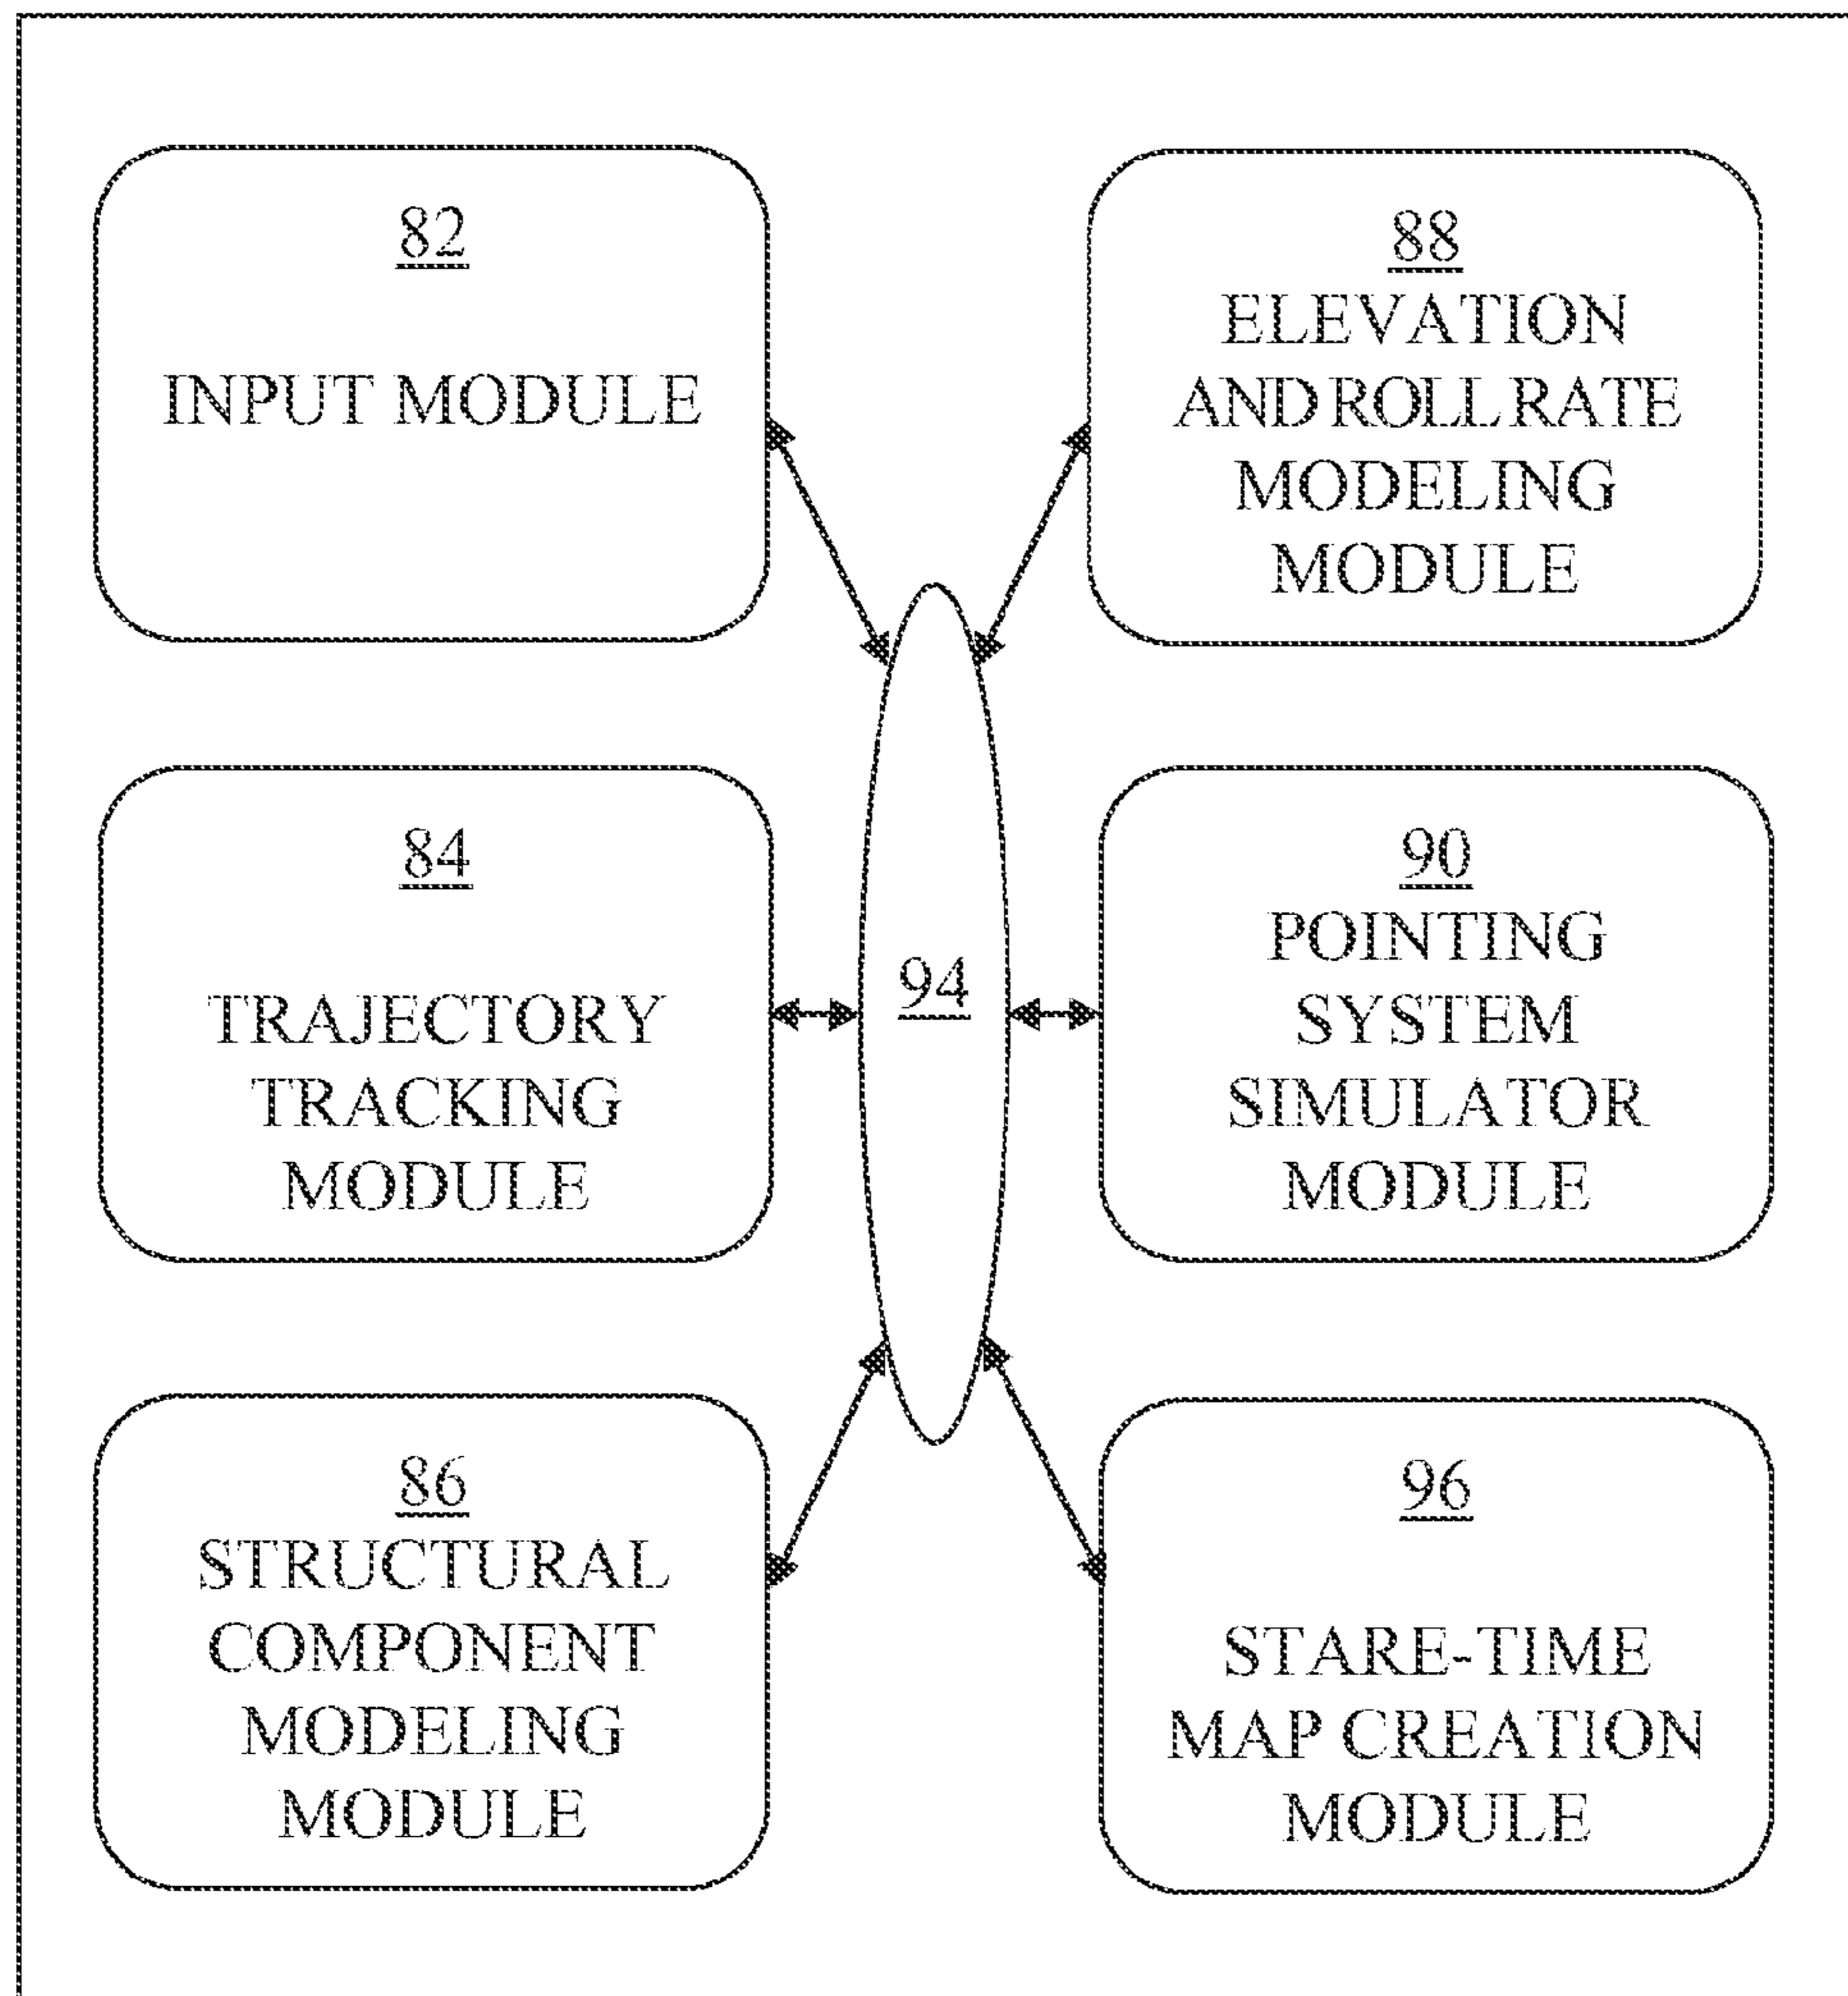 82
INPUT MODULE
88
ELEVATION
AND ROLL RATE
MODELING
MODULE
84
TRAJECTORY
TRACKING
MODULE
94
90
POINTING
SYSTEM
SIMULATOR
MODULE
86
STRUCTURAL
COMPONENT
MODELING
MODULE
96
STARE-TIME
MAP CREATION
MODULE